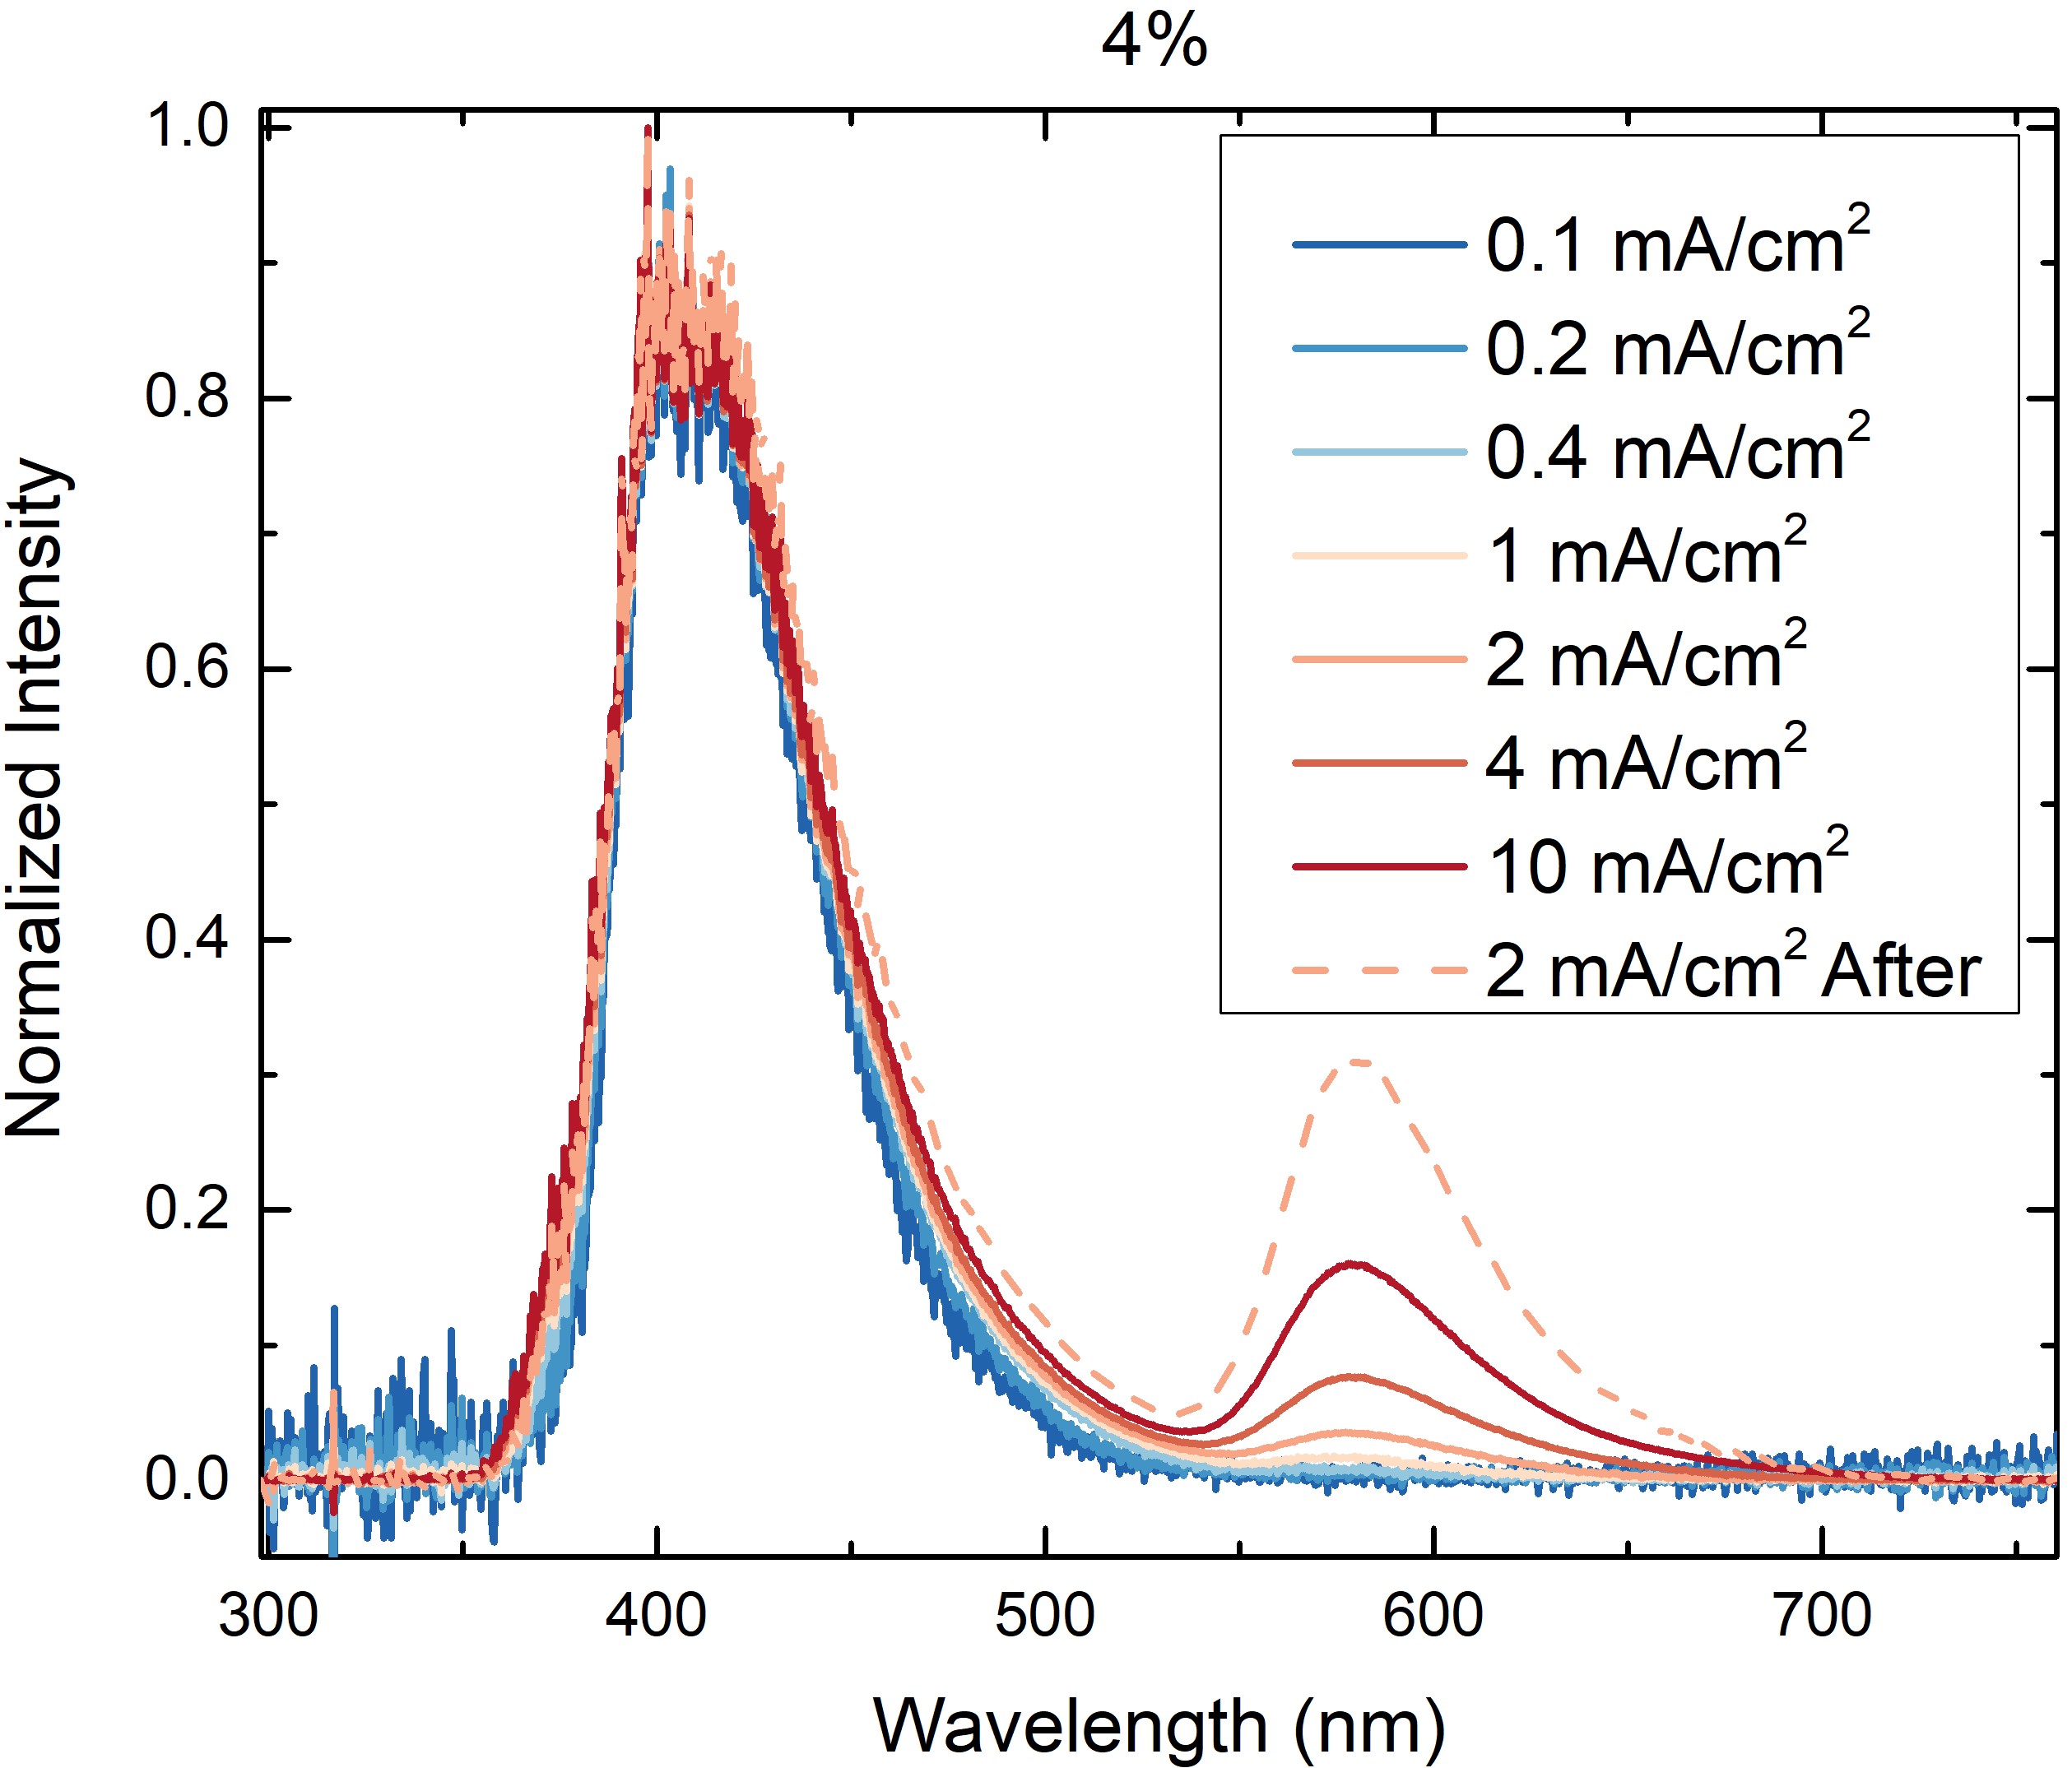 4%
1.0
0.8
0.6
0.4
0.2
0.0
Normalized Intensity
0.1 mA/cm²
0.2 mA/cm²
0.4 mA/cm²
1 mA/cm²
2 mA/cm²
4 mA/cm²
10 mA/cm²
2 mA/cm² After
300 400 500 600 700
Wavelength (nm)